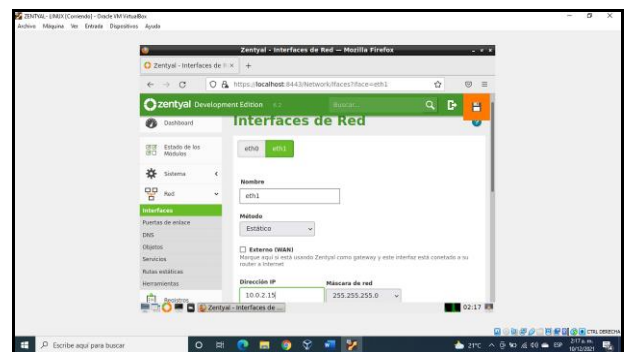 ZENTYAL - LINUX [Corriendo] - Oracle VM VirtualBox
Archivo Máquina Ver Entrada Dispositivos Ayuda
Zentyal - Interfaces de Red — Mozilla Firefox
Zentyal - Interfaces de
https://localhost:8443/Network/Ifaces?iface=eth1
zentyal Development Edition 6.2 Buscar...
Dashboard
Interfaces de Red
Estado de los
Módulos
eth0 eth1
Sistema
Nombre
Red
eth1
Interfaces
Método
Puertas de enlace
Estático
DNS
Objetos
Externo (WAN)
Servicios
Marque aquí si está usando Zentyal como gateway y este interfaz está conetado a su
router a Internet
Rutas estáticas
Herramientas
Dirección IP Máscara de red
Registros
10.0.2.15 255.255.255.0
Zentyal - Interfaces de ...
02:17
CTRL DERECHA
Escribe aquí para buscar
21°C
ESP
2:17 a. m.
10/12/2021